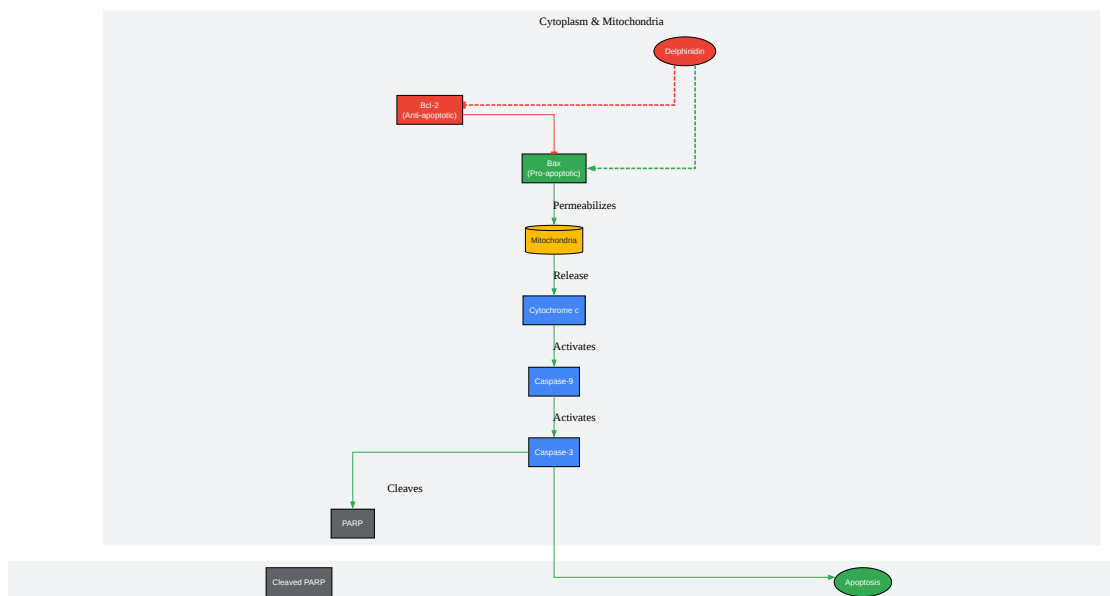 Cytoplasm & Mitochondria
Delphinidin
Bcl-2
(Anti-apoptotic)
Bax
(Pro-apoptotic)
Permeabilizes
Mitochondria
Release
Cytochrome c
Activates
Caspase-9
Activates
Caspase-3
Cleaves
PARP
Cleaved PARP
Apoptosis